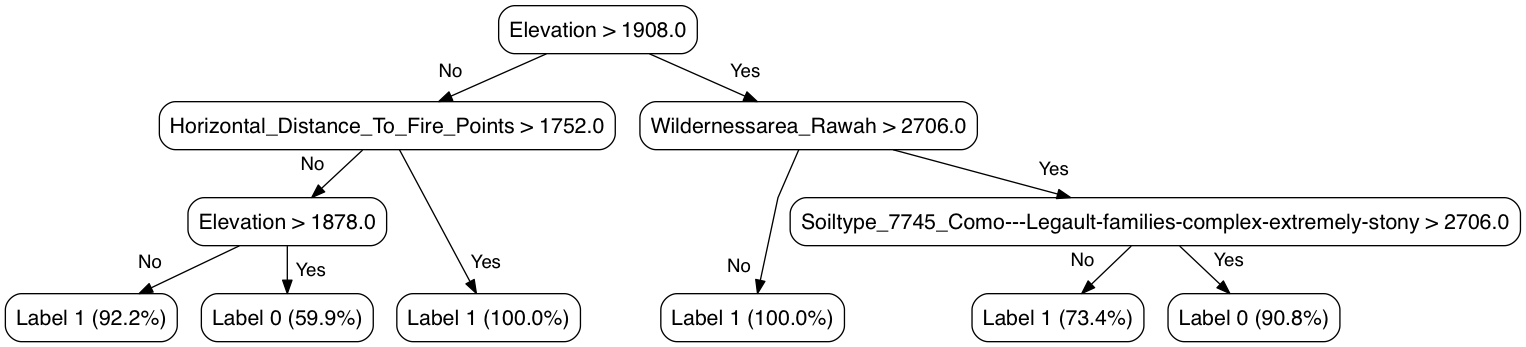 Elevation > 1908.0
No
Yes
Horizontal_Distance_To_Fire_Points > 1752.0
Wildernessarea_Rawah > 2706.0
No
Yes
Elevation > 1878.0
Soiltype_7745_Como---Legault-families-complex-extremely-stony > 2706.0
No
Yes
Yes
No
No
Yes
Label 1 (92.2%)
Label 0 (59.9%)
Label 1 (100.0%)
Label 1 (100.0%)
Label 1 (73.4%)
Label 0 (90.8%)